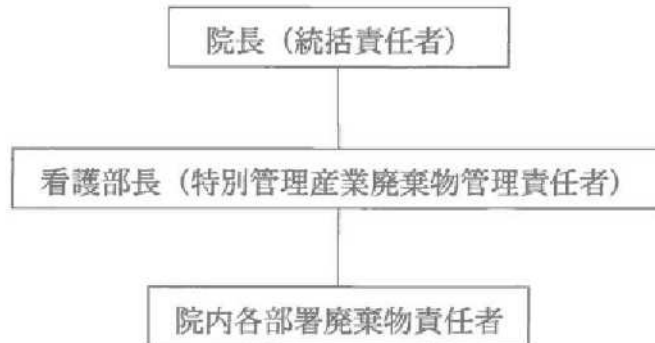 院長（統括責任者）
看護部長（特別管理産業廃棄物管理責任者）
院内各部署廃棄物責任者